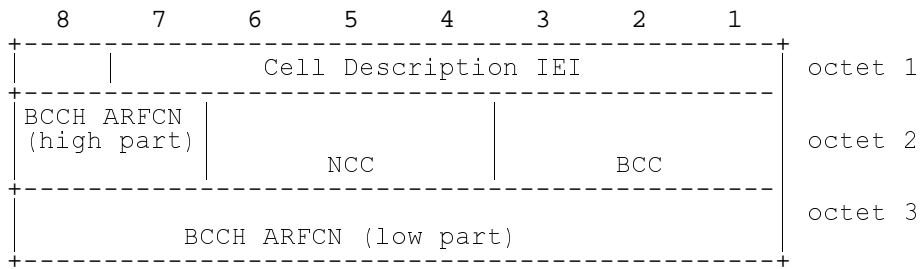 8 7 6 5 4 3 2 1
Cell Description IEI octet 1
BCCH ARFCN
(high part) octet 2
NCC BCC
octet 3
BCCH ARFCN (low part)